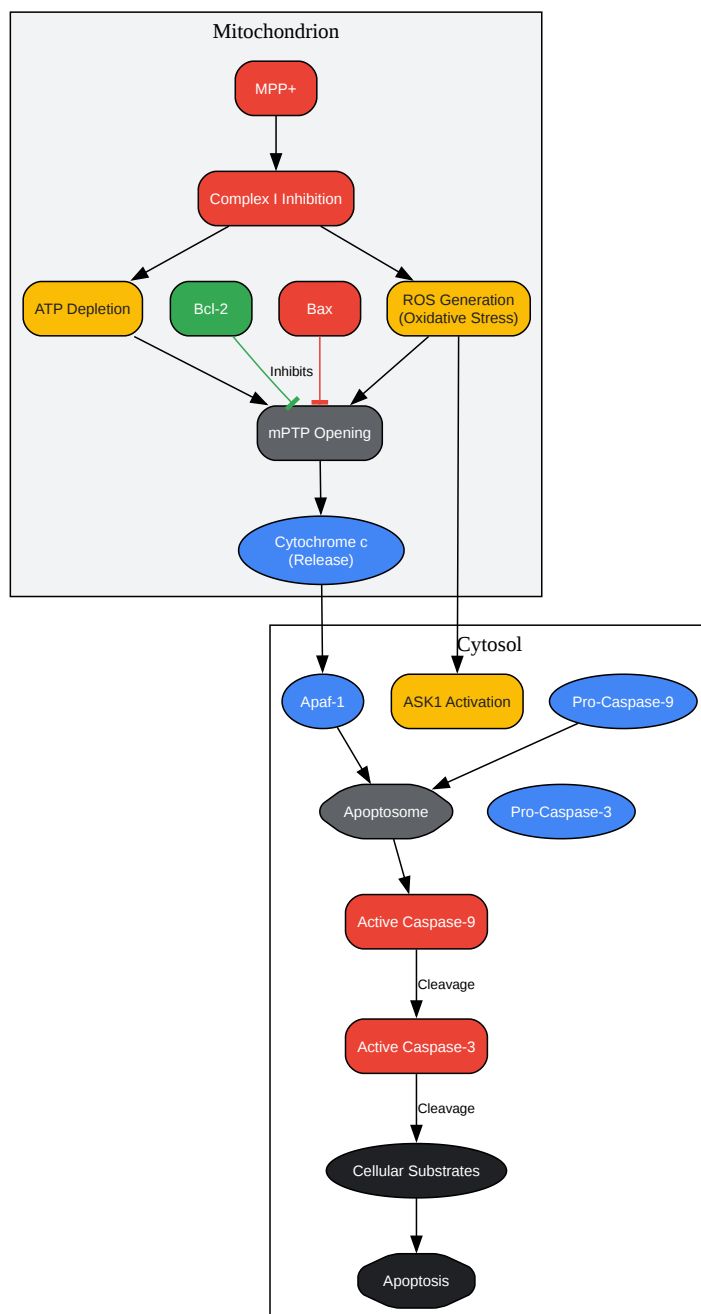 Mitochondrion
MPP+
Complex I Inhibition
ATP Depletion
Bcl-2
Bax
ROS Generation
(Oxidative Stress)
Inhibits
mPTP Opening
Cytochrome c
(Release)
Cytosol
Apaf-1
ASK1 Activation
Pro-Caspase-9
Apoptosome
Pro-Caspase-3
Active Caspase-9
Cleavage
Active Caspase-3
Cleavage
Cellular Substrates
Apoptosis